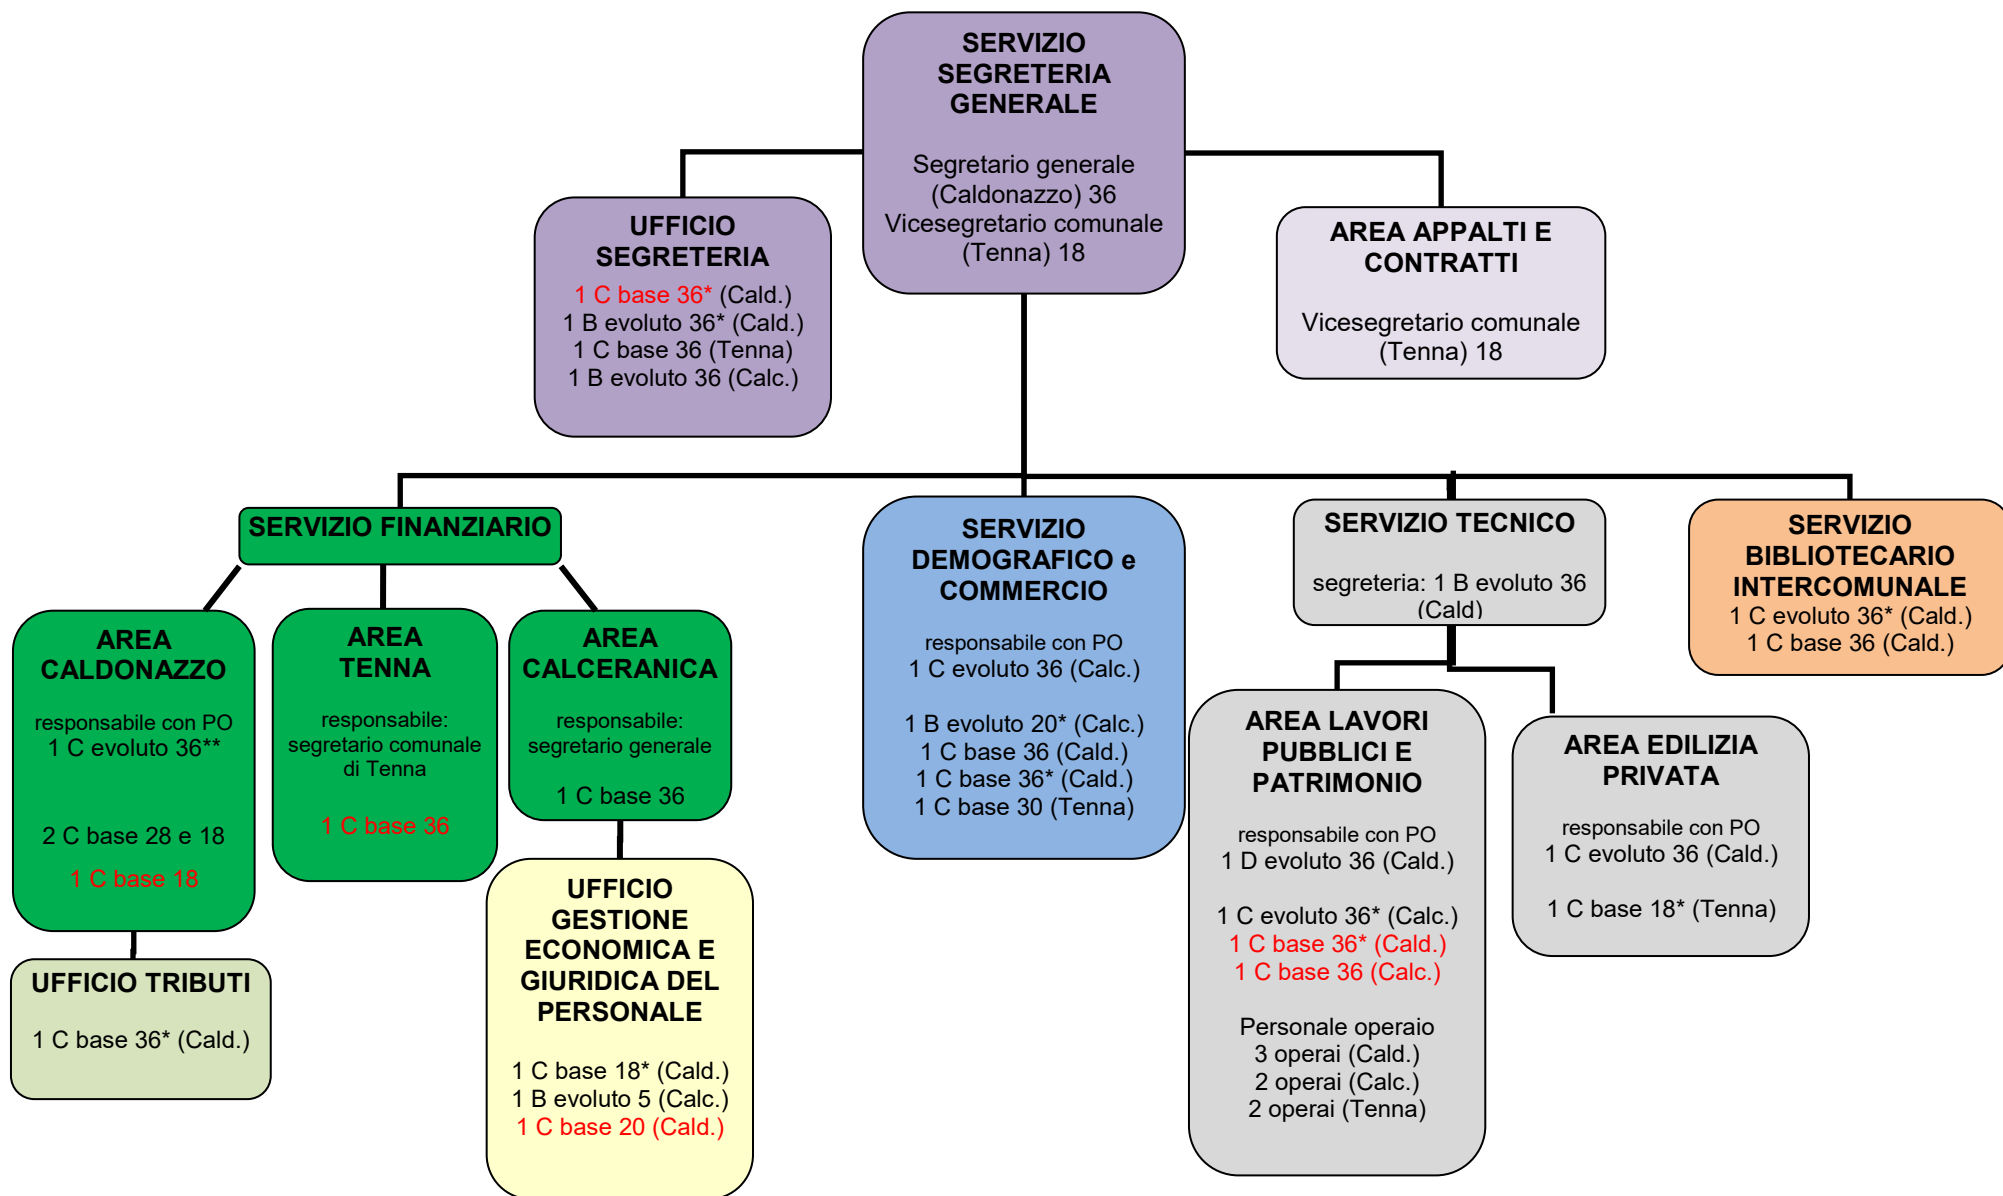 SERVIZIO
SEGRETERIA
GENERALE
Segretario generale
(Caldonazzo) 36
Vicesegretario comunale
(Tenna) 18
UFFICIO
SEGRETERIA
1 C base 36* (Cald.)
1 B evoluto 36* (Cald.)
1 C base 36 (Tenna)
1 B evoluto 36 (Calc.)
AREA APPALTI E
CONTRATTI
Vicesegretario comunale
(Tenna) 18
SERVIZIO FINANZIARIO
AREA
CALDONAZZO
responsabile con PO
1 C evoluto 36**
2 C base 28 e 18
1 C base 18
UFFICIO TRIBUTI
1 C base 36* (Cald.)
AREA
TENNA
responsabile:
segretario comunale
di Tenna
1 C base 36
AREA
CALCERANICA
responsabile:
segretario generale
1 C base 36
UFFICIO
GESTIONE
ECONOMICA E
GIURIDICA DEL
PERSONALE
1 C base 18* (Cald.)
1 B evoluto 5 (Calc.)
1 C base 20 (Cald.)
SERVIZIO
DEMOGRAFICO e
COMMERCIO
responsabile con PO
1 C evoluto 36 (Calc.)
1 B evoluto 20* (Calc.)
1 C base 36 (Cald.)
1 C base 36* (Cald.)
1 C base 30 (Tenna)
SERVIZIO TECNICO
segreteria: 1 B evoluto 36
(Cald)
AREA LAVORI
PUBBLICI E
PATRIMONIO
responsabile con PO
1 D evoluto 36 (Cald.)
1 C evoluto 36* (Calc.)
1 C base 36* (Cald.)
1 C base 36 (Calc.)
Personale operaio
3 operai (Cald.)
2 operai (Calc.)
2 operai (Tenna)
AREA EDILIZIA
PRIVATA
responsabile con PO
1 C evoluto 36 (Cald.)
1 C base 18* (Tenna)
SERVIZIO
BIBLIOTECARIO
INTERCOMUNALE
1 C evoluto 36* (Cald.)
1 C base 36 (Cald.)